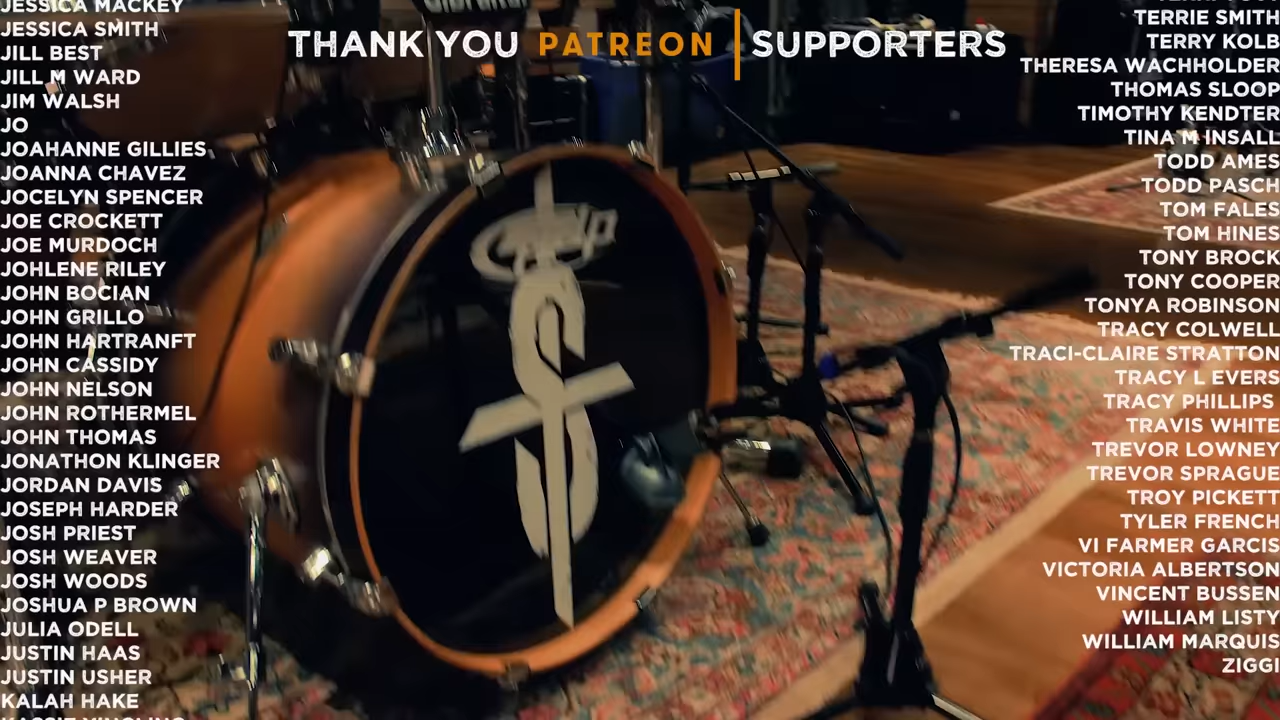 THANK YOU PATREON SUPPORTERS
JESSICA MACKEY
JESSICA SMITH
JILL BEST
JILL M WARD
JIM WALSH
JO
JOAHANNE GILLIES
JOANNA CHAVEZ
JOCELYN SPENCER
JOE CROCKETT
JOE MURDOCH
JOHLENE RILEY
JOHN BOCIAN
JOHN GRILLO
JOHN HARTRANFT
JOHN CASSIDY
JOHN NELSON
JOHN ROTHERMEL
JOHN THOMAS
JONATHON KLINGER
JORDAN DAVIS
JOSEPH HARDER
JOSH PRIEST
JOSH WEAVER
JOSH WOODS
JOSHUA P BROWN
JULIA ODELL
JUSTIN HAAS
JUSTIN USHER
KALAH HAKE
TERRIE SMITH
TERRY KOLB
THERESA WACHHOLDER
THOMAS SLOOP
TIMOTHY KENDTER
TINA M INSALL
TODD AMES
TODD PASCH
TOM FALES
TOM HINES
TONY BROCK
TONY COOPER
TONYA ROBINSON
TRACY COLWELL
TRACI-CLAIRE STRATTON
TRACY L EVERS
TRACY PHILLIPS
TRAVIS WHITE
TREVOR LOWNEY
TREVOR SPRAGUE
TROY PICKETT
TYLER FRENCH
VI FARMER GARCIS
VICTORIA ALBERTSON
VINCENT BUSSEN
WILLIAM LISTY
WILLIAM MARQUIS
ZIGGI